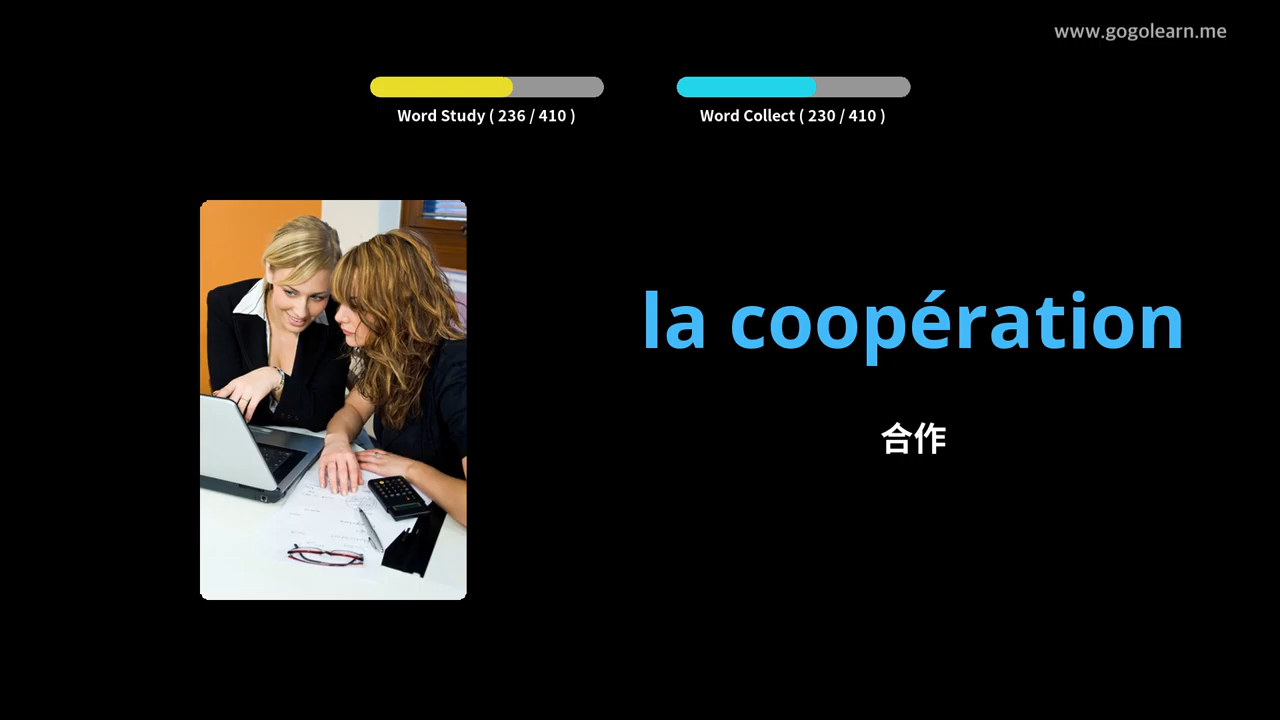 www.gogolearn.me
Word Study ( 236 / 410 )
Word Collect ( 230 / 410 )
la coopération
合作